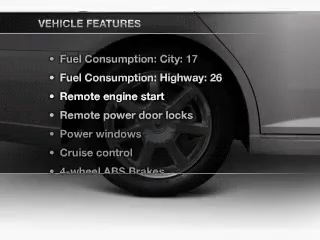 VEHICLE FEATURES
• Fuel Consumption: City: 17
• Fuel Consumption: Highway: 26
• Remote engine start
• Remote power door locks
• Power windows
• Cruise control
• 4-wheel ABS Brakes